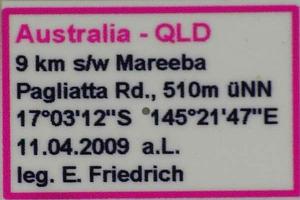 Australia - QLD
9 km s/w Mareeba
Pagliatta Rd., 510m üNN
17°03'12"S 145°21'47"E
11.04.2009 a.L.
leg. E. Friedrich